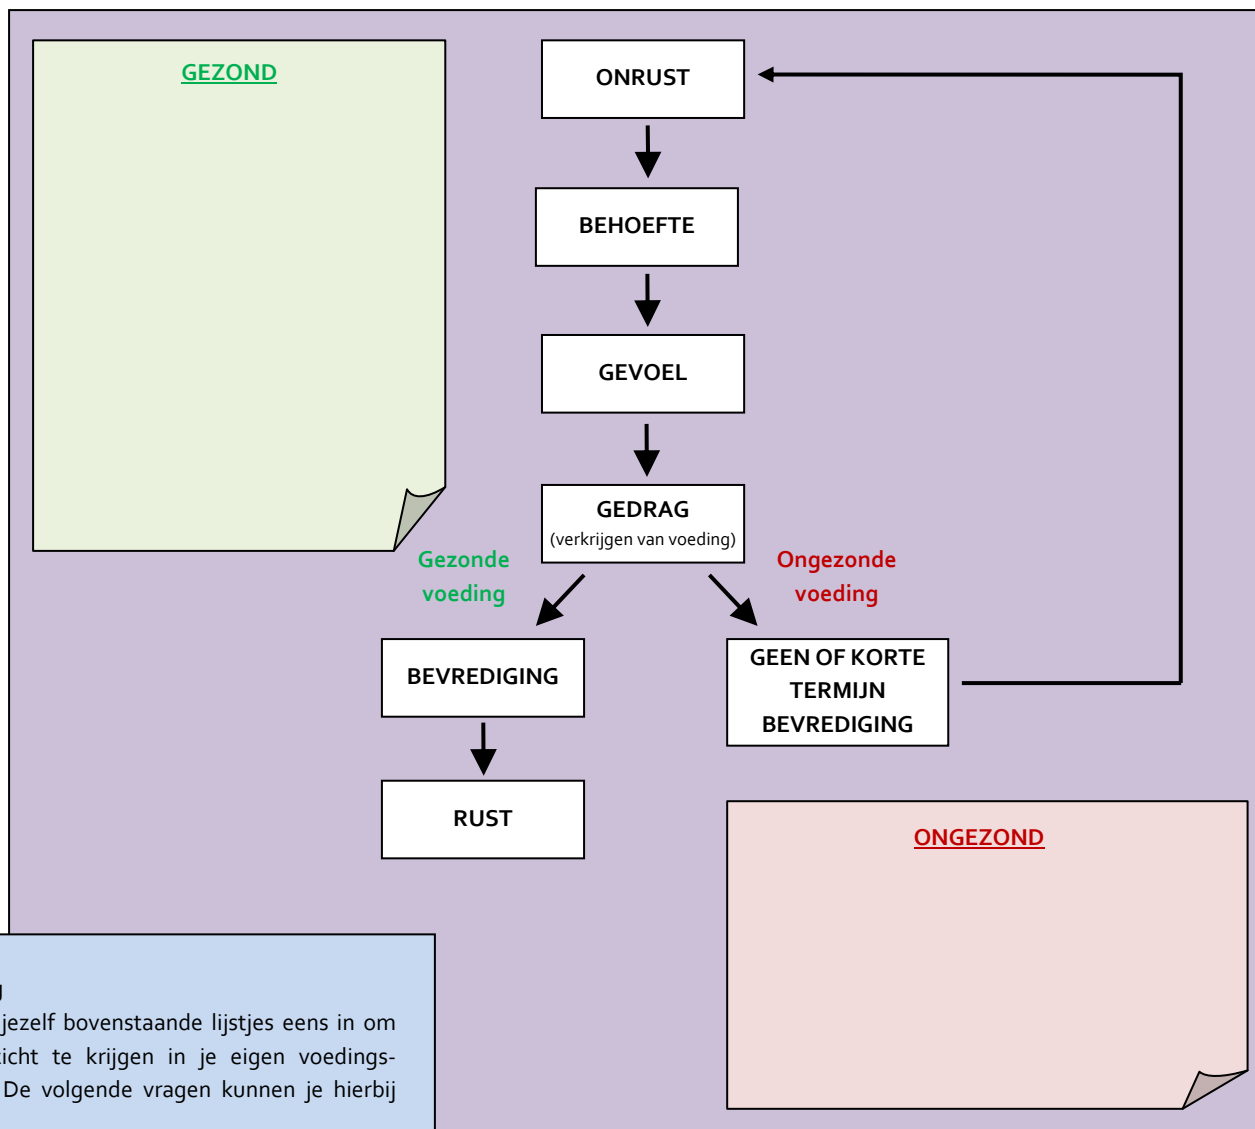 GEZOND
ONRUST
BEHOEFTE
GEVOEL
GEDRAG
(verkrijgen van voeding)
Gezonde
voeding
Ongezonde
voeding
BEVREDIGING
GEEN OF KORTE
TERMIJN
BEVREDIGING
RUST
ONGEZOND
jezelf bovenstaande lijstjes eens in om
icht te krijgen in je eigen voedings-
De volgende vragen kunnen je hierbij